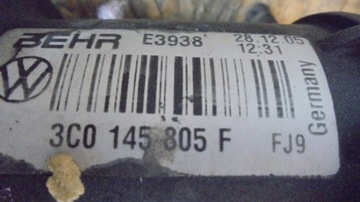 BEHR E3938 28.12.05
12:31
3C0 145 805 F FJ9
Germany